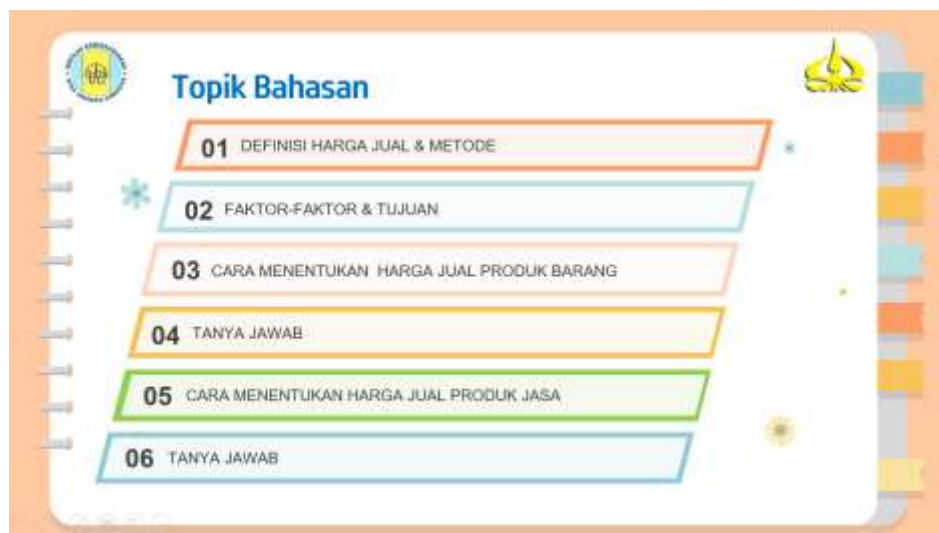 Topik Bahasan
01 DEFINISI HARGA JUAL & METODE
02 FAKTOR-FAKTOR & TUJUAN
03 CARA MENENTUKAN HARGA JUAL PRODUK BARANG
04 TANYA JAWAB
05 CARA MENENTUKAN HARGA JUAL PRODUK JASA
06 TANYA JAWAB